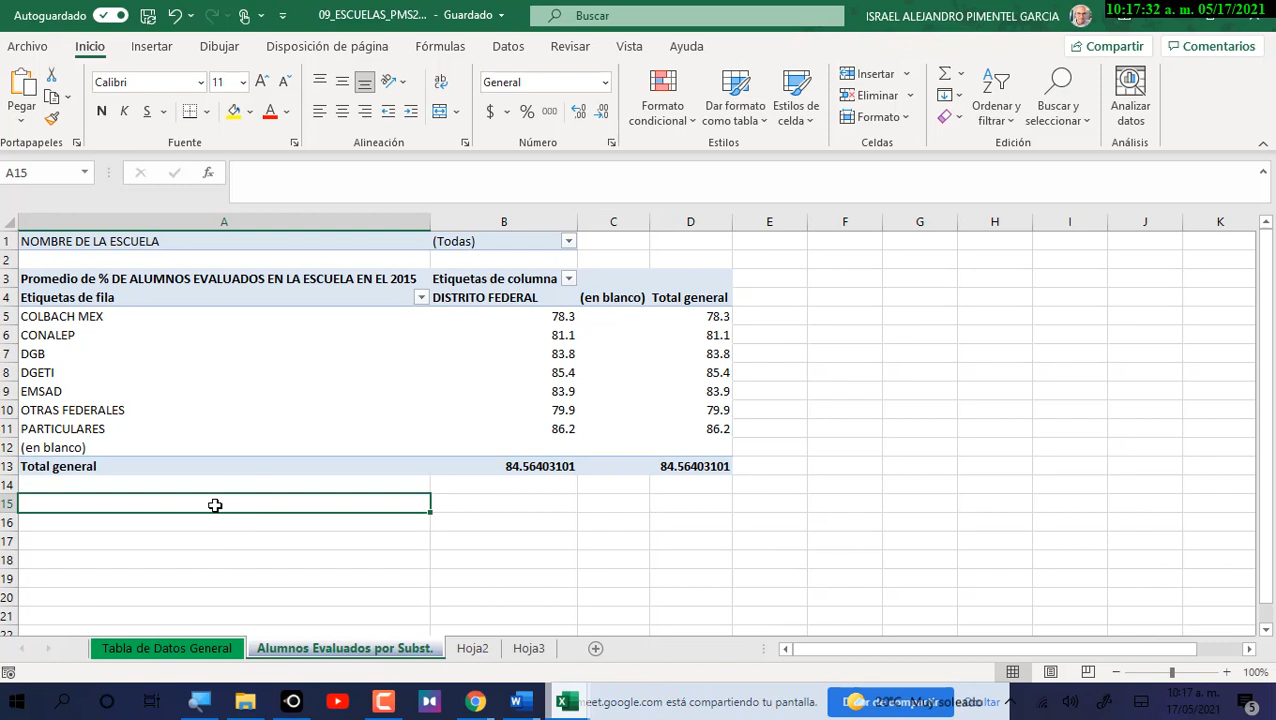 Autoguardado
09_ESCUELAS_PMS2... - Guardado
Buscar
ISRAEL ALEJANDRO PIMENTEL GARCIA
10:17:32 a. m. 05/17/2021
Archivo Inicio Insertar Dibujar Disposición de página Fórmulas Datos Revisar Vista Ayuda Compartir Comentarios
Pegar
Calibri 11
N K S
General
$ % 000
Formato condicional
Dar formato como tabla
Estilos de celda
Insertar
Eliminar
Formato
Ordenar y filtrar
Buscar y seleccionar
Analizar datos
Portapapeles Fuente Alineación Número Estilos Celdas Edición Análisis
A15
A B C D E F G H I J K
1 NOMBRE DE LA ESCUELA (Todas)
2
3 Promedio de % DE ALUMNOS EVALUADOS EN LA ESCUELA EN EL 2015 Etiquetas de columna
4 Etiquetas de fila DISTRITO FEDERAL (en blanco) Total general
5 COLBACH MEX 78.3 78.3
6 CONALEP 81.1 81.1
7 DGB 83.8 83.8
8 DGETI 85.4 85.4
9 EMSAD 83.9 83.9
10 OTRAS FEDERALES 79.9 79.9
11 PARTICULARES 86.2 86.2
12 (en blanco)
13 Total general 84.56403101 84.56403101
14
15
16
17
18
19
20
21
22
Tabla de Datos General Alumnos Evaluados por Subst. Hoja2 Hoja3
100%
meet.google.com está compartiendo tu pantalla.
10:17 a. m.
17/05/2021
5